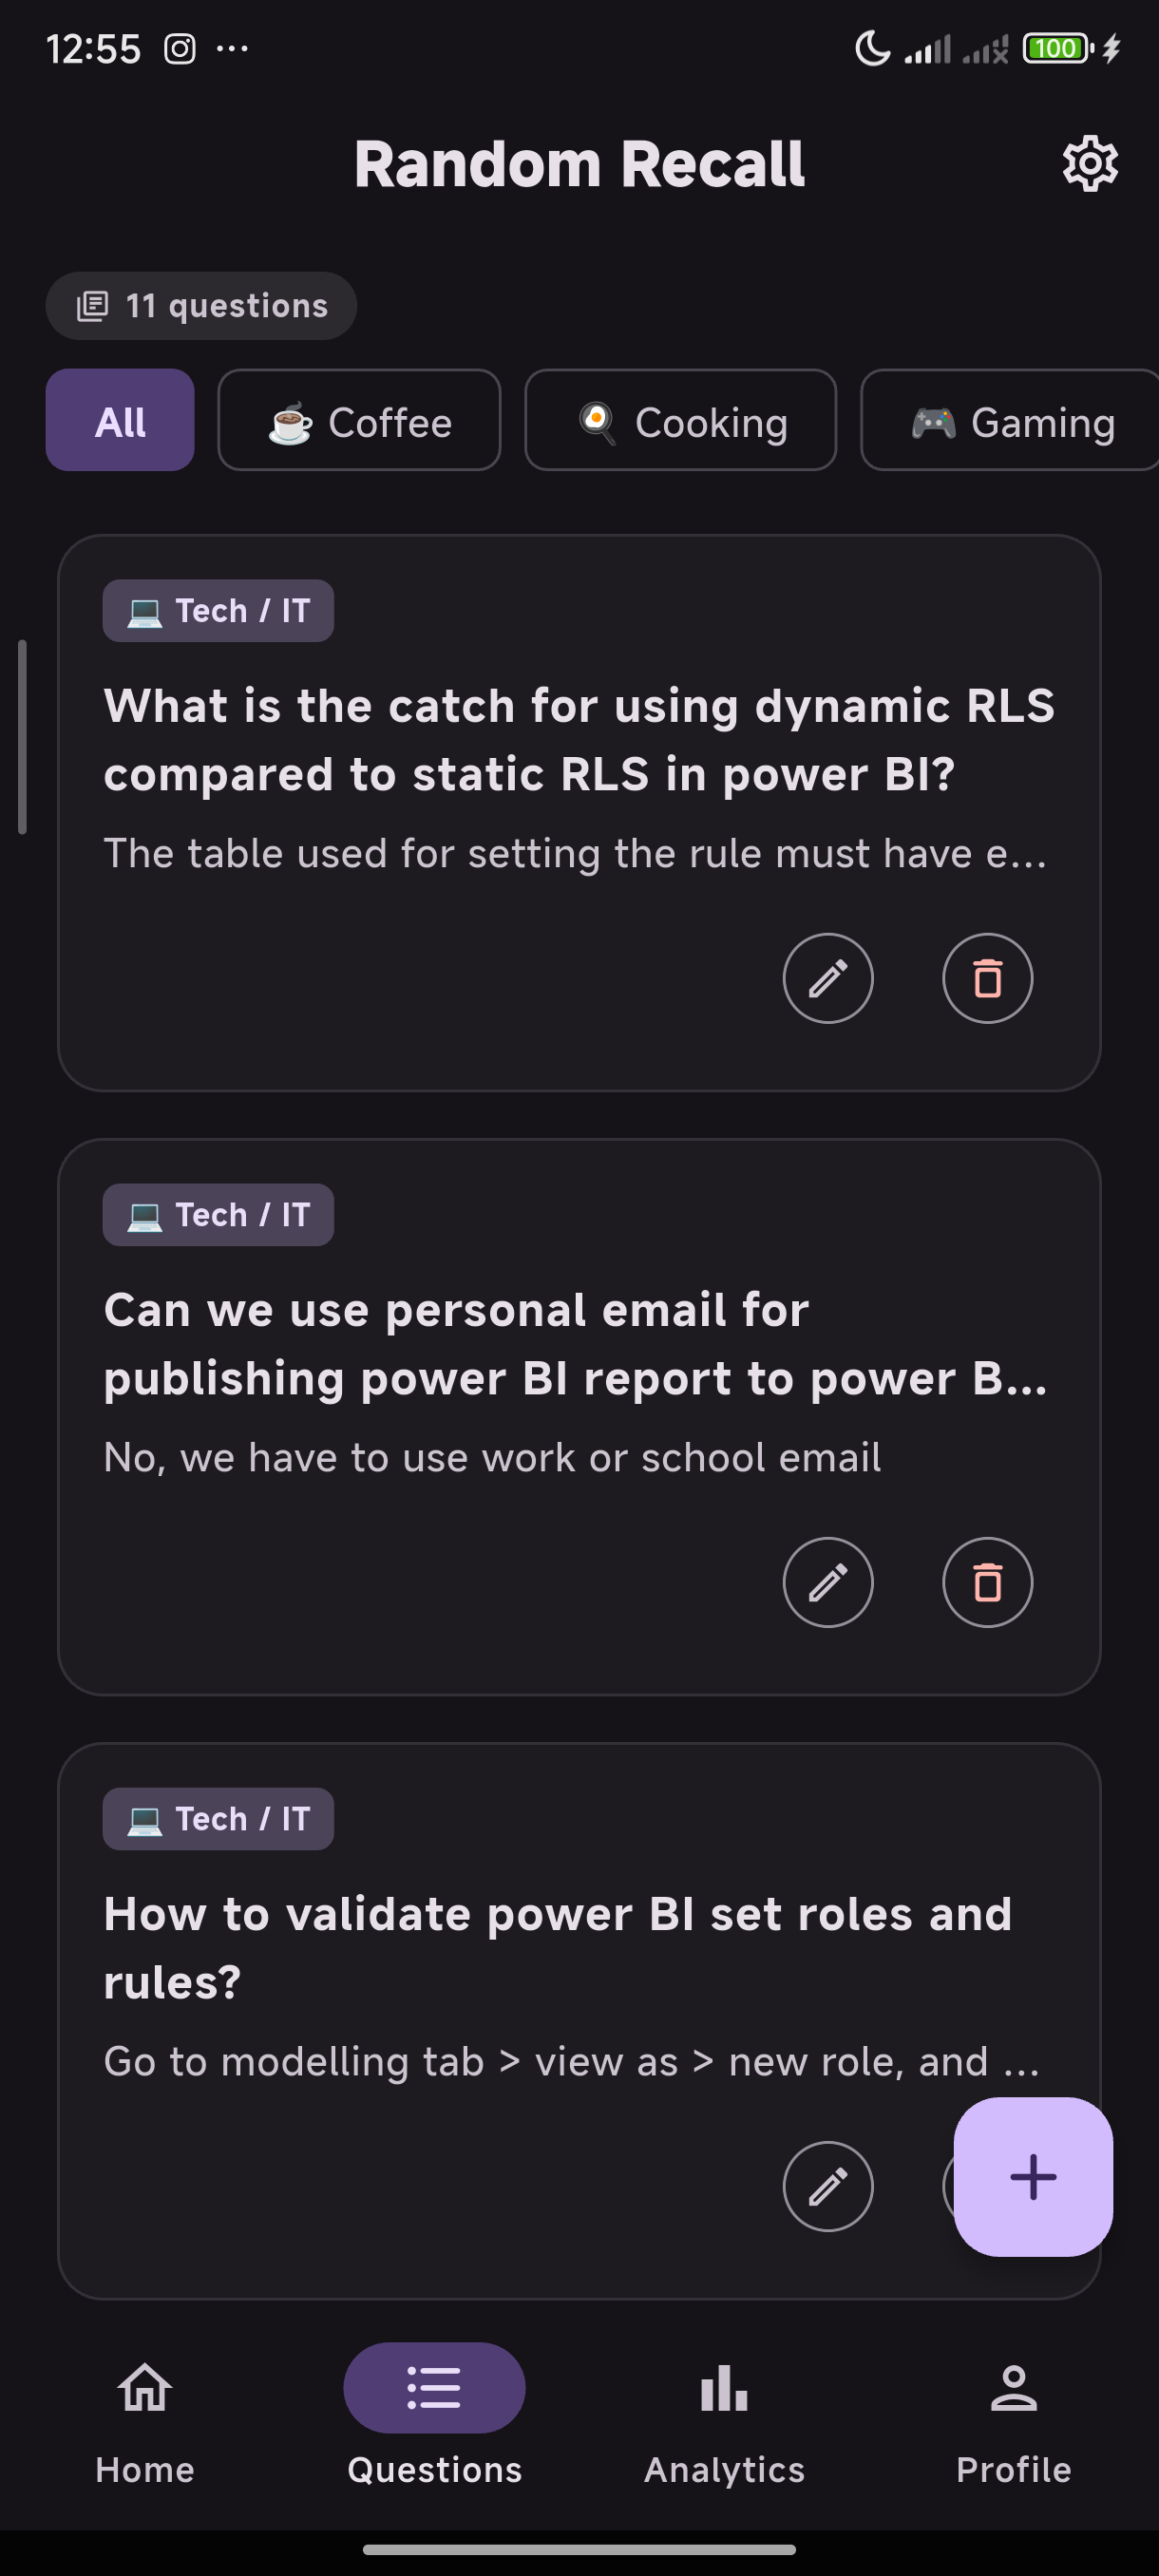 12:55
100
Random Recall
11 questions
All
Coffee
Cooking
Gaming
Tech / IT
What is the catch for using dynamic RLS
compared to static RLS in power BI?
The table used for setting the rule must have e...
Tech / IT
Can we use personal email for
publishing power BI report to power B...
No, we have to use work or school email
Tech / IT
How to validate power BI set roles and
rules?
Go to modelling tab > view as > new role, and ...
Home
Questions
Analytics
Profile